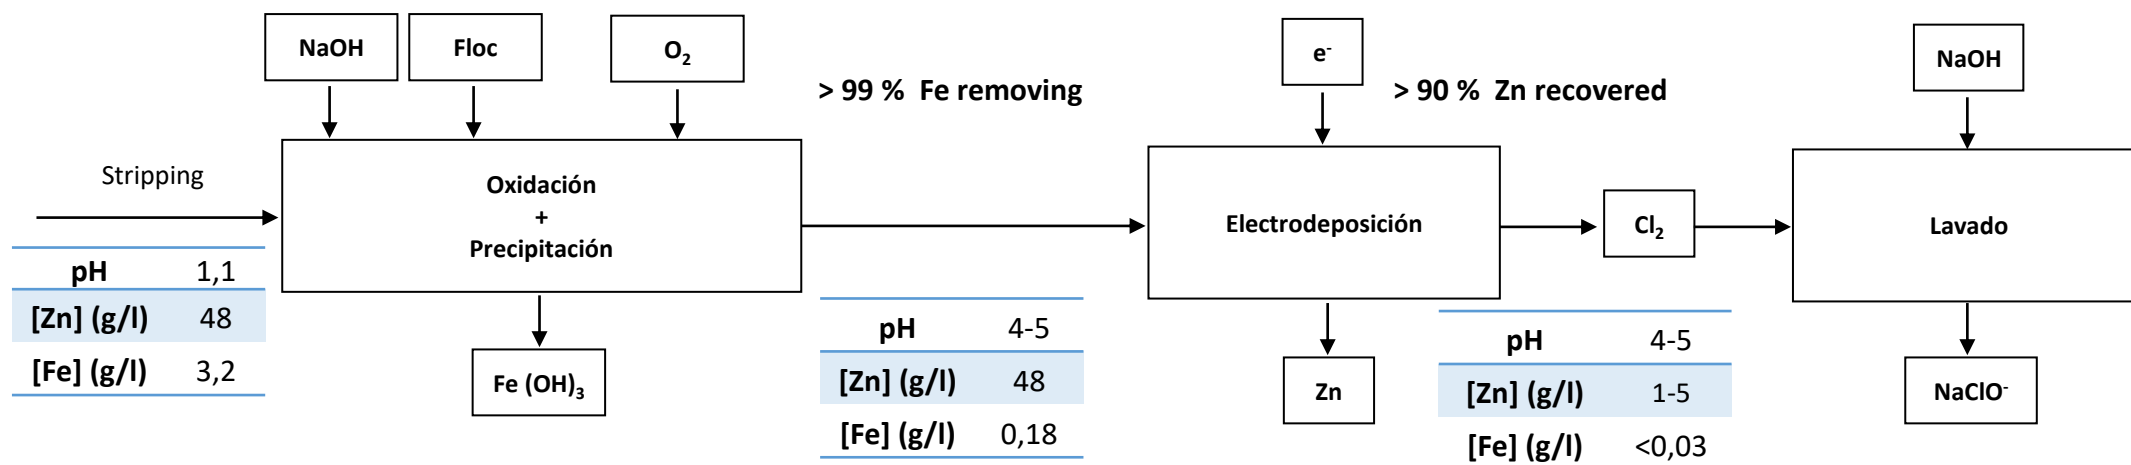 NaOH
Floc
O₂
e⁻
NaOH
> 99 % Fe removing
> 90 % Zn recovered
Stripping
Oxidación
+
Precipitación
Electrodeposición
Cl₂
Lavado
pH 1,1
[Zn] (g/l) 48
[Fe] (g/l) 3,2
Fe (OH)₃
pH 4-5
[Zn] (g/l) 48
[Fe] (g/l) 0,18
Zn
pH 4-5
[Zn] (g/l) 1-5
[Fe] (g/l) <0,03
NaClO⁻